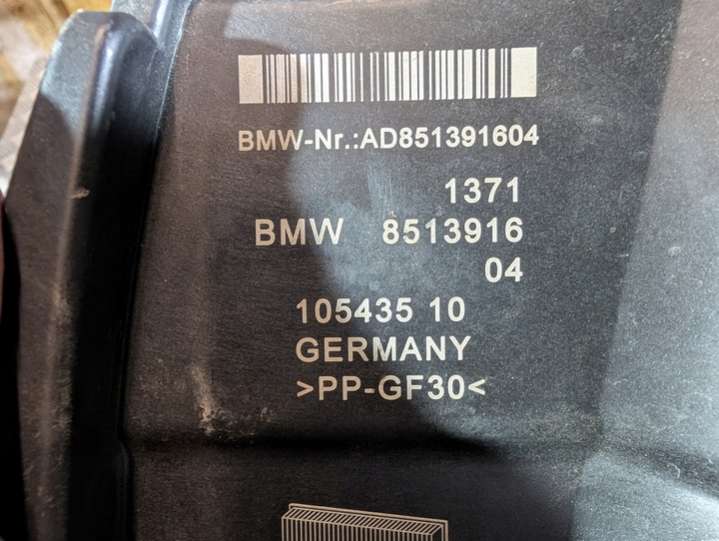 BMW-Nr.:AD851391604
1371
BMW 8513916
04
105435 10
GERMANY
>PP-GF30<